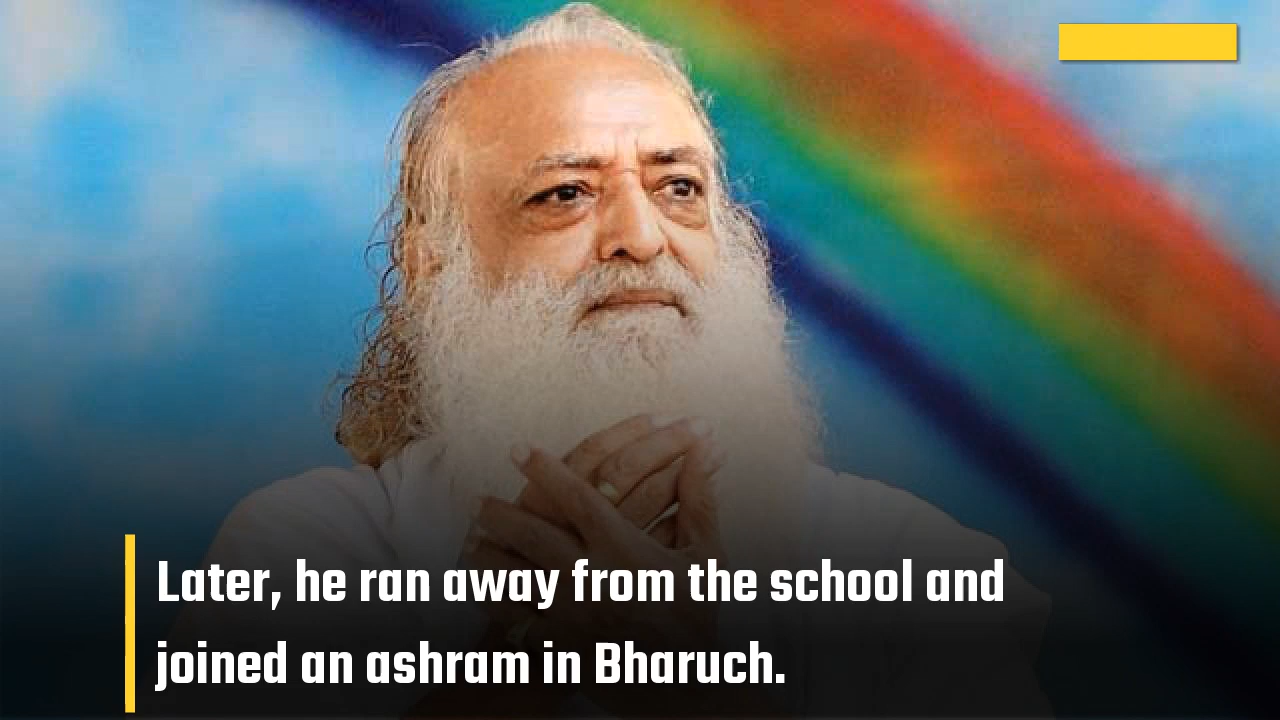 Later, he ran away from the school and
joined an ashram in Bharuch.